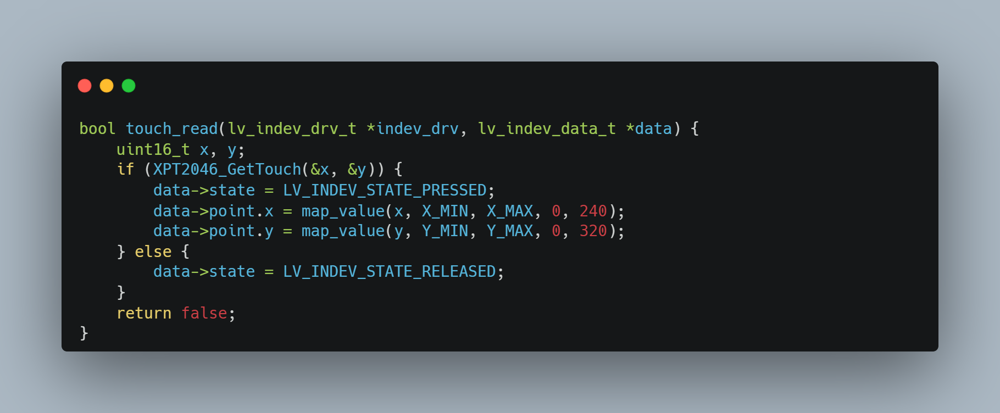 bool touch_read(lv_indev_drv_t *indev_drv, lv_indev_data_t *data) {
    uint16_t x, y;
    if (XPT2046_GetTouch(&x, &y)) {
        data->state = LV_INDEV_STATE_PRESSED;
        data->point.x = map_value(x, X_MIN, X_MAX, 0, 240);
        data->point.y = map_value(y, Y_MIN, Y_MAX, 0, 320);
    } else {
        data->state = LV_INDEV_STATE_RELEASED;
    }
    return false;
}